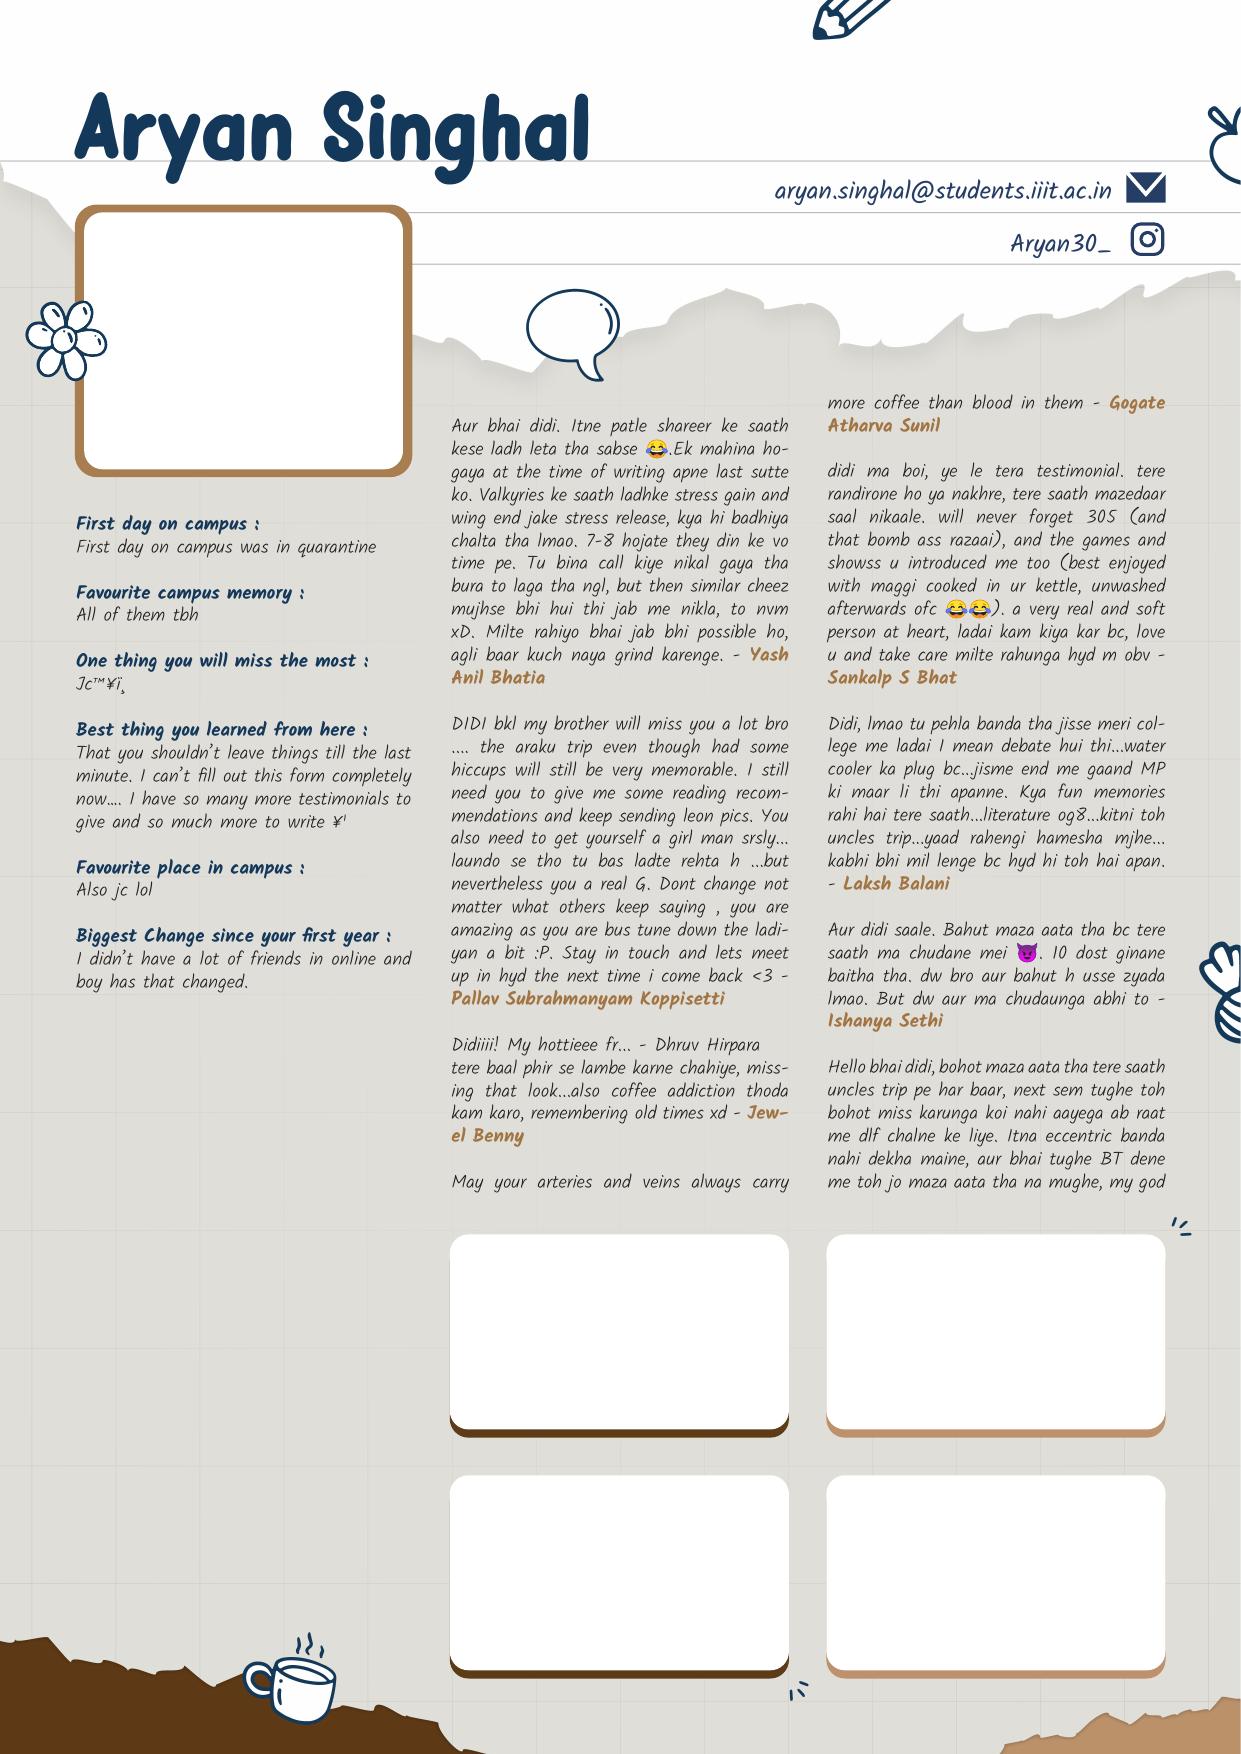 Aryan Singhal
aryan.singhal@students.iiit.ac.in
Aryan30_
First day on campus :
First day on campus was in quarantine
Favourite campus memory :
All of them tbh
One thing you will miss the most :
Jc™¥ï¸
Best thing you learned from here :
That you shouldn't leave things till the last
minute. I can't fill out this form completely
now.... I have so many more testimonials to
give and so much more to write ¥'
Favourite place in campus :
Also jc lol
Biggest Change since your first year :
I didn't have a lot of friends in online and
boy has that changed.
Aur bhai didi. Itne patle shareer ke saath
kese ladh leta tha sabse 😂.Ek mahina ho-
gaya at the time of writing apne last sutte
ko. Valkyries ke saath ladhke stress gain and
wing end jake stress release, kya hi badhiya
chalta tha lmao. 7-8 hojate they din ke vo
time pe. Tu bina call kiye nikal gaya tha
bura to laga tha ngl, but then similar cheez
mujhse bhi hui thi jab me nikla, to nvm
xD. Milte rahiyo bhai jab bhi possible ho,
agli baar kuch naya grind karenge. - Yash
Anil Bhatia
DIDI bkl my brother will miss you a lot bro
.... the araku trip even though had some
hiccups will still be very memorable. I still
need you to give me some reading recom-
mendations and keep sending leon pics. You
also need to get yourself a girl man srsly...
laundo se tho tu bas ladte rehta h ...but
nevertheless you a real G. Dont change not
matter what others keep saying , you are
amazing as you are bus tune down the ladi-
yan a bit :P. Stay in touch and lets meet
up in hyd the next time i come back <3 -
Pallav Subrahmanyam Koppisetti
Didiiii! My hottieee fr... - Dhruv Hirpara
tere baal phir se lambe karne chahiye, miss-
ing that look...also coffee addiction thoda
kam karo, remembering old times xd - Jew-
el Benny
May your arteries and veins always carry
more coffee than blood in them - Gogate
Atharva Sunil
didi ma boi, ye le tera testimonial. tere
randirone ho ya nakhre, tere saath mazedaar
saal nikaale. will never forget 305 (and
that bomb ass razaai), and the games and
showss u introduced me too (best enjoyed
with maggi cooked in ur kettle, unwashed
afterwards ofc 😂😂). a very real and soft
person at heart, ladai kam kiya kar bc, love
u and take care milte rahunga hyd m obv -
Sankalp S Bhat
Didi, lmao tu pehla banda tha jisse meri col-
lege me ladai I mean debate hui thi...water
cooler ka plug bc...jisme end me gaand MP
ki maar li thi apanne. Kya fun memories
rahi hai tere saath...literature og8...kitni toh
uncles trip...yaad rahengi hamesha mjhe...
kabhi bhi mil lenge bc hyd hi toh hai apan.
- Laksh Balani
Aur didi saale. Bahut maza aata tha bc tere
saath ma chudane mei 😈. 10 dost ginane
baitha tha. dw bro aur bahut h usse zyada
lmao. But dw aur ma chudaunga abhi to -
Ishanya Sethi
Hello bhai didi, bohot maza aata tha tere saath
uncles trip pe har baar, next sem tughe toh
bohot miss karunga koi nahi aayega ab raat
me dlf chalne ke liye. Itna eccentric banda
nahi dekha maine, aur bhai tughe BT dene
me toh jo maza aata tha na mughe, my god